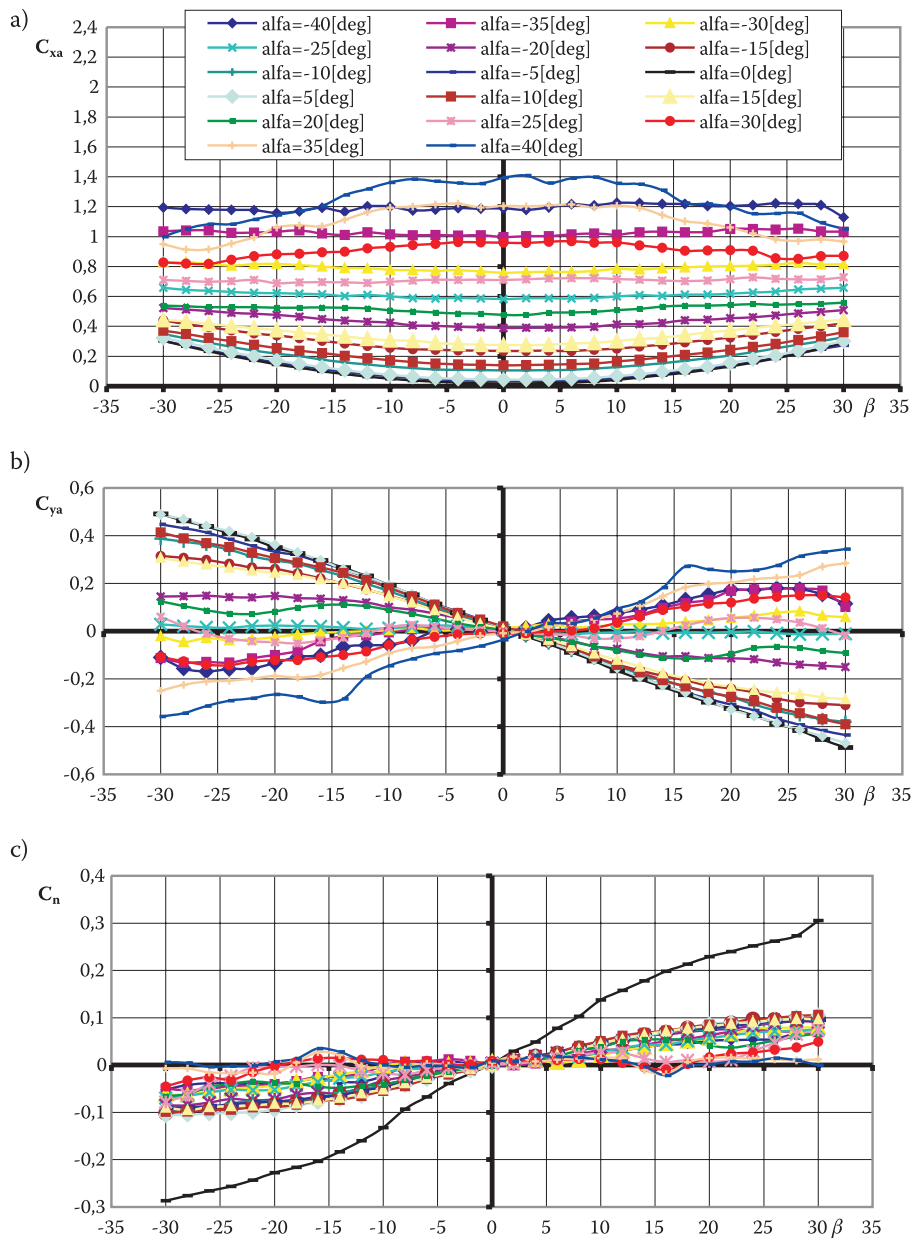 a)
C_xa
alfa=-40[deg] alfa=-35[deg] alfa=-30[deg]
alfa=-25[deg] alfa=-20[deg] alfa=-15[deg]
alfa=-10[deg] alfa=-5[deg] alfa=0[deg]
alfa=5[deg] alfa=10[deg] alfa=15[deg]
alfa=20[deg] alfa=25[deg] alfa=30[deg]
alfa=35[deg] alfa=40[deg]
2,4
2,2
2
1,8
1,6
1,4
1,2
1
0,8
0,6
0,4
0,2
0
-35 -30 -25 -20 -15 -10 -5 0 5 10 15 20 25 30 β 35
b)
C_ya
0,6
0,4
0,2
0
-0,2
-0,4
-0,6
-35 -30 -25 -20 -15 -10 -5 0 5 10 15 20 25 30 β 35
c)
C_n
0,4
0,3
0,2
0,1
0
-0,1
-0,2
-0,3
-35 -30 -25 -20 -15 -10 -5 0 5 10 15 20 25 30 β 35